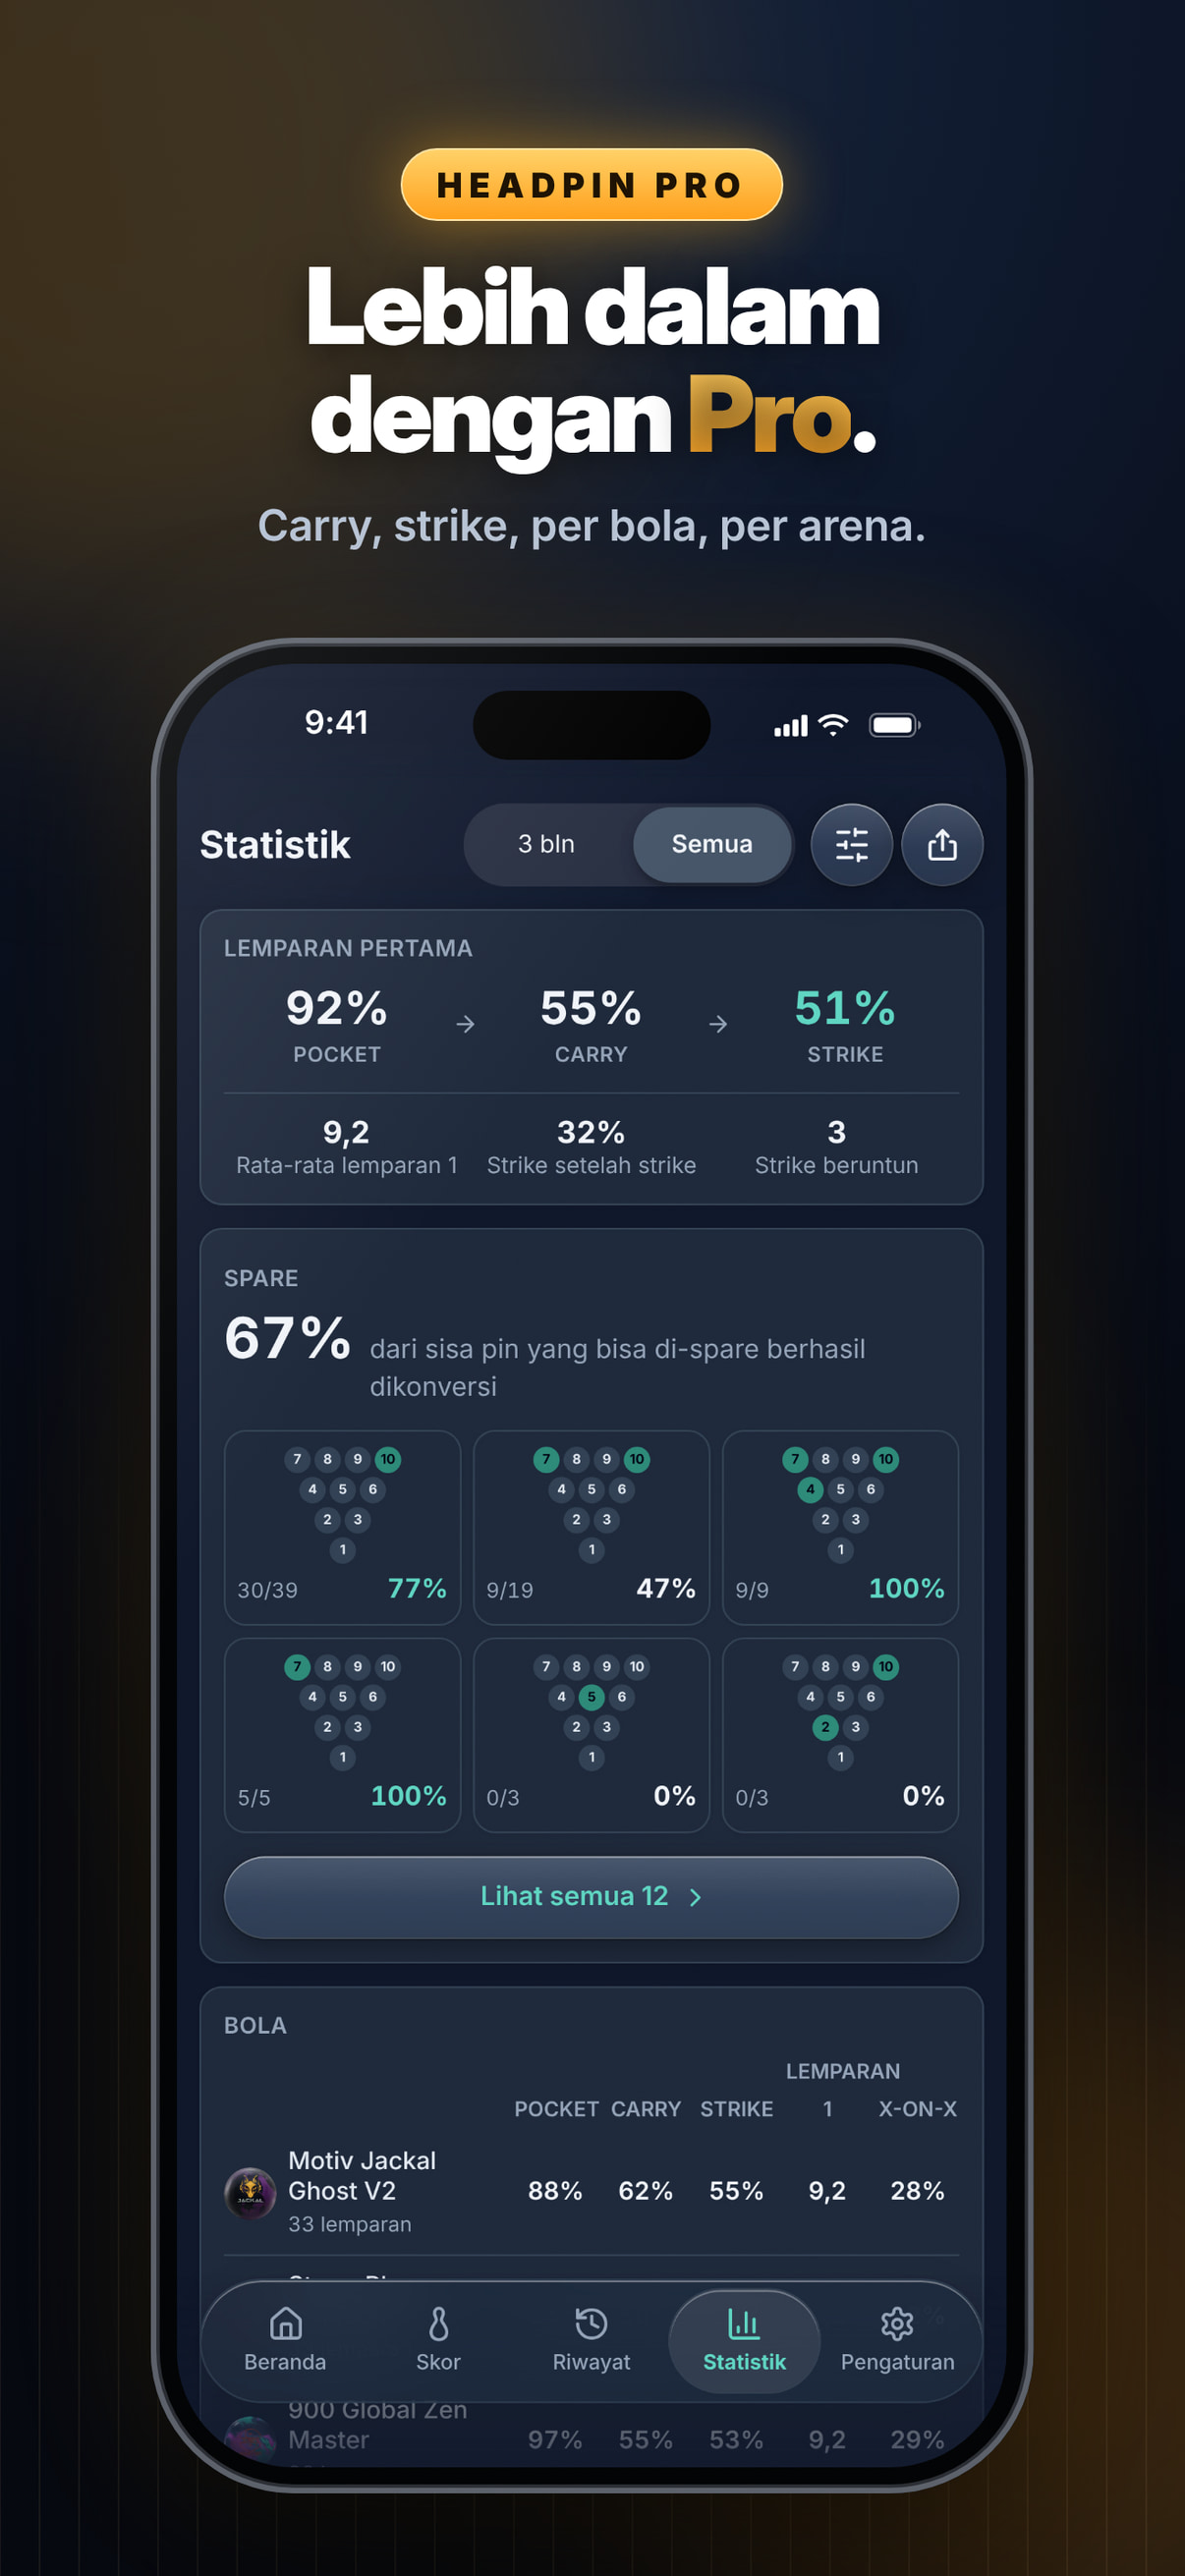 HEADPIN PRO
Lebih dalam
dengan Pro.
Carry, strike, per bola, per arena.
9:41
Statistik
3 bln
Semua
LEMPARAN PERTAMA
92%
55%
51%
POCKET
CARRY
STRIKE
9,2
32%
3
Rata-rata lemparan 1
Strike setelah strike
Strike beruntun
SPARE
67%
dari sisa pin yang bisa di-spare berhasil
dikonversi
7 8 9 10
4 5 6
2 3
1
30/39 77%
7 8 9 10
4 5 6
2 3
1
9/19 47%
7 8 9 10
4 5 6
2 3
1
9/9 100%
7 8 9 10
4 5 6
2 3
1
5/5 100%
7 8 9 10
4 5 6
2 3
1
0/3 0%
7 8 9 10
4 5 6
2 3
1
0/3 0%
Lihat semua 12
BOLA
LEMPARAN
POCKET CARRY STRIKE 1 X-ON-X
Motiv Jackal
Ghost V2
88% 62% 55% 9,2 28%
33 lemparan
Beranda
Skor
Riwayat
Statistik
Pengaturan
900 Global Zen
Master
97% 55% 53% 9,2 29%